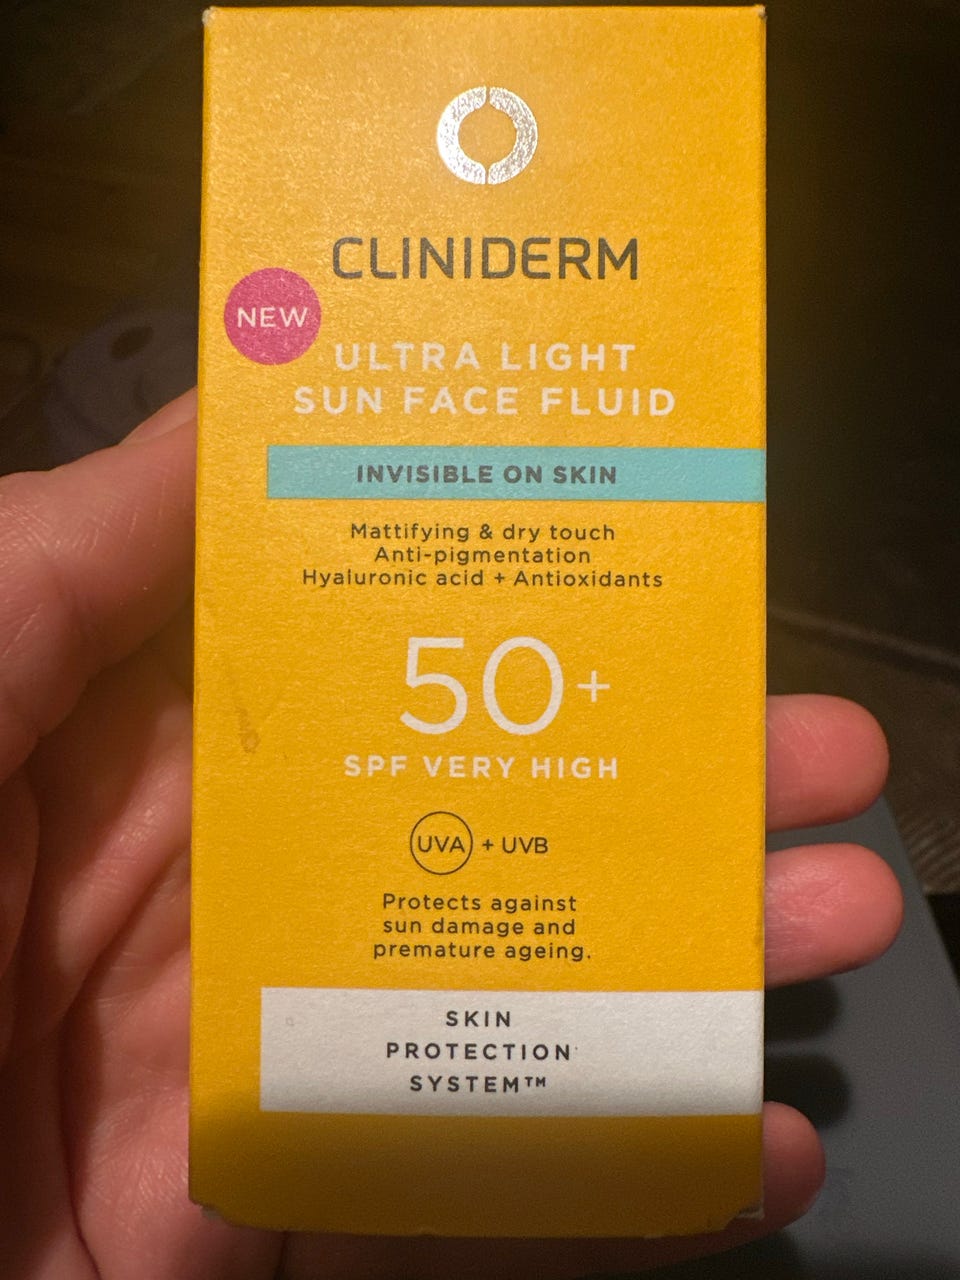 CLINIDERM
NEW
ULTRA LIGHT
SUN FACE FLUID
INVISIBLE ON SKIN
Mattifying & dry touch
Anti-pigmentation
Hyaluronic acid + Antioxidants
50+
SPF VERY HIGH
UVA + UVB
Protects against
sun damage and
premature ageing.
SKIN
PROTECTION
SYSTEM™